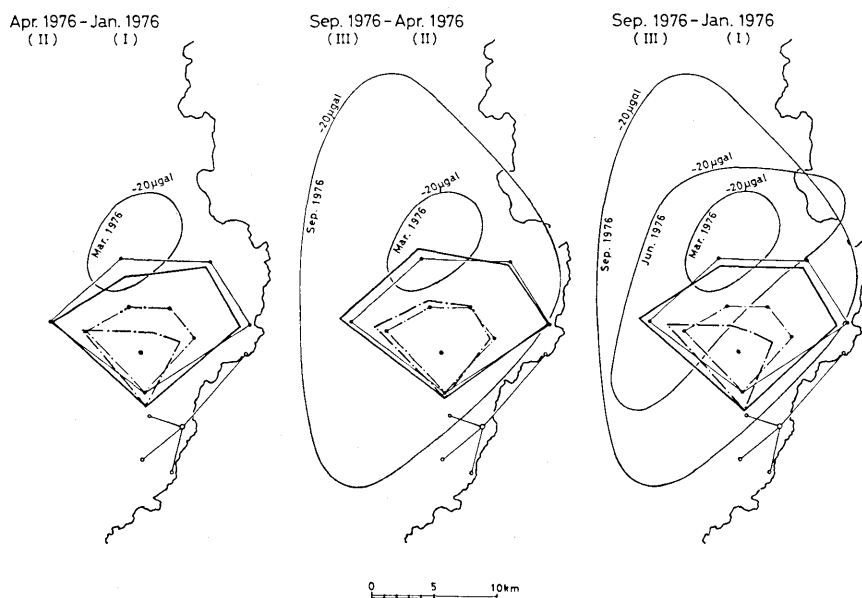 Apr. 1976 – Jan. 1976
(II) (I)
-20μgal
Mar. 1976
Sep. 1976 – Apr. 1976
(III) (II)
-20μgal
Sep. 1976
-20μgal
Mar. 1976
Sep. 1976 – Jan. 1976
(III) (I)
-20μgal
Sep. 1976
-20μgal
Jun. 1976
-20μgal
Mar. 1976
0 5 10km